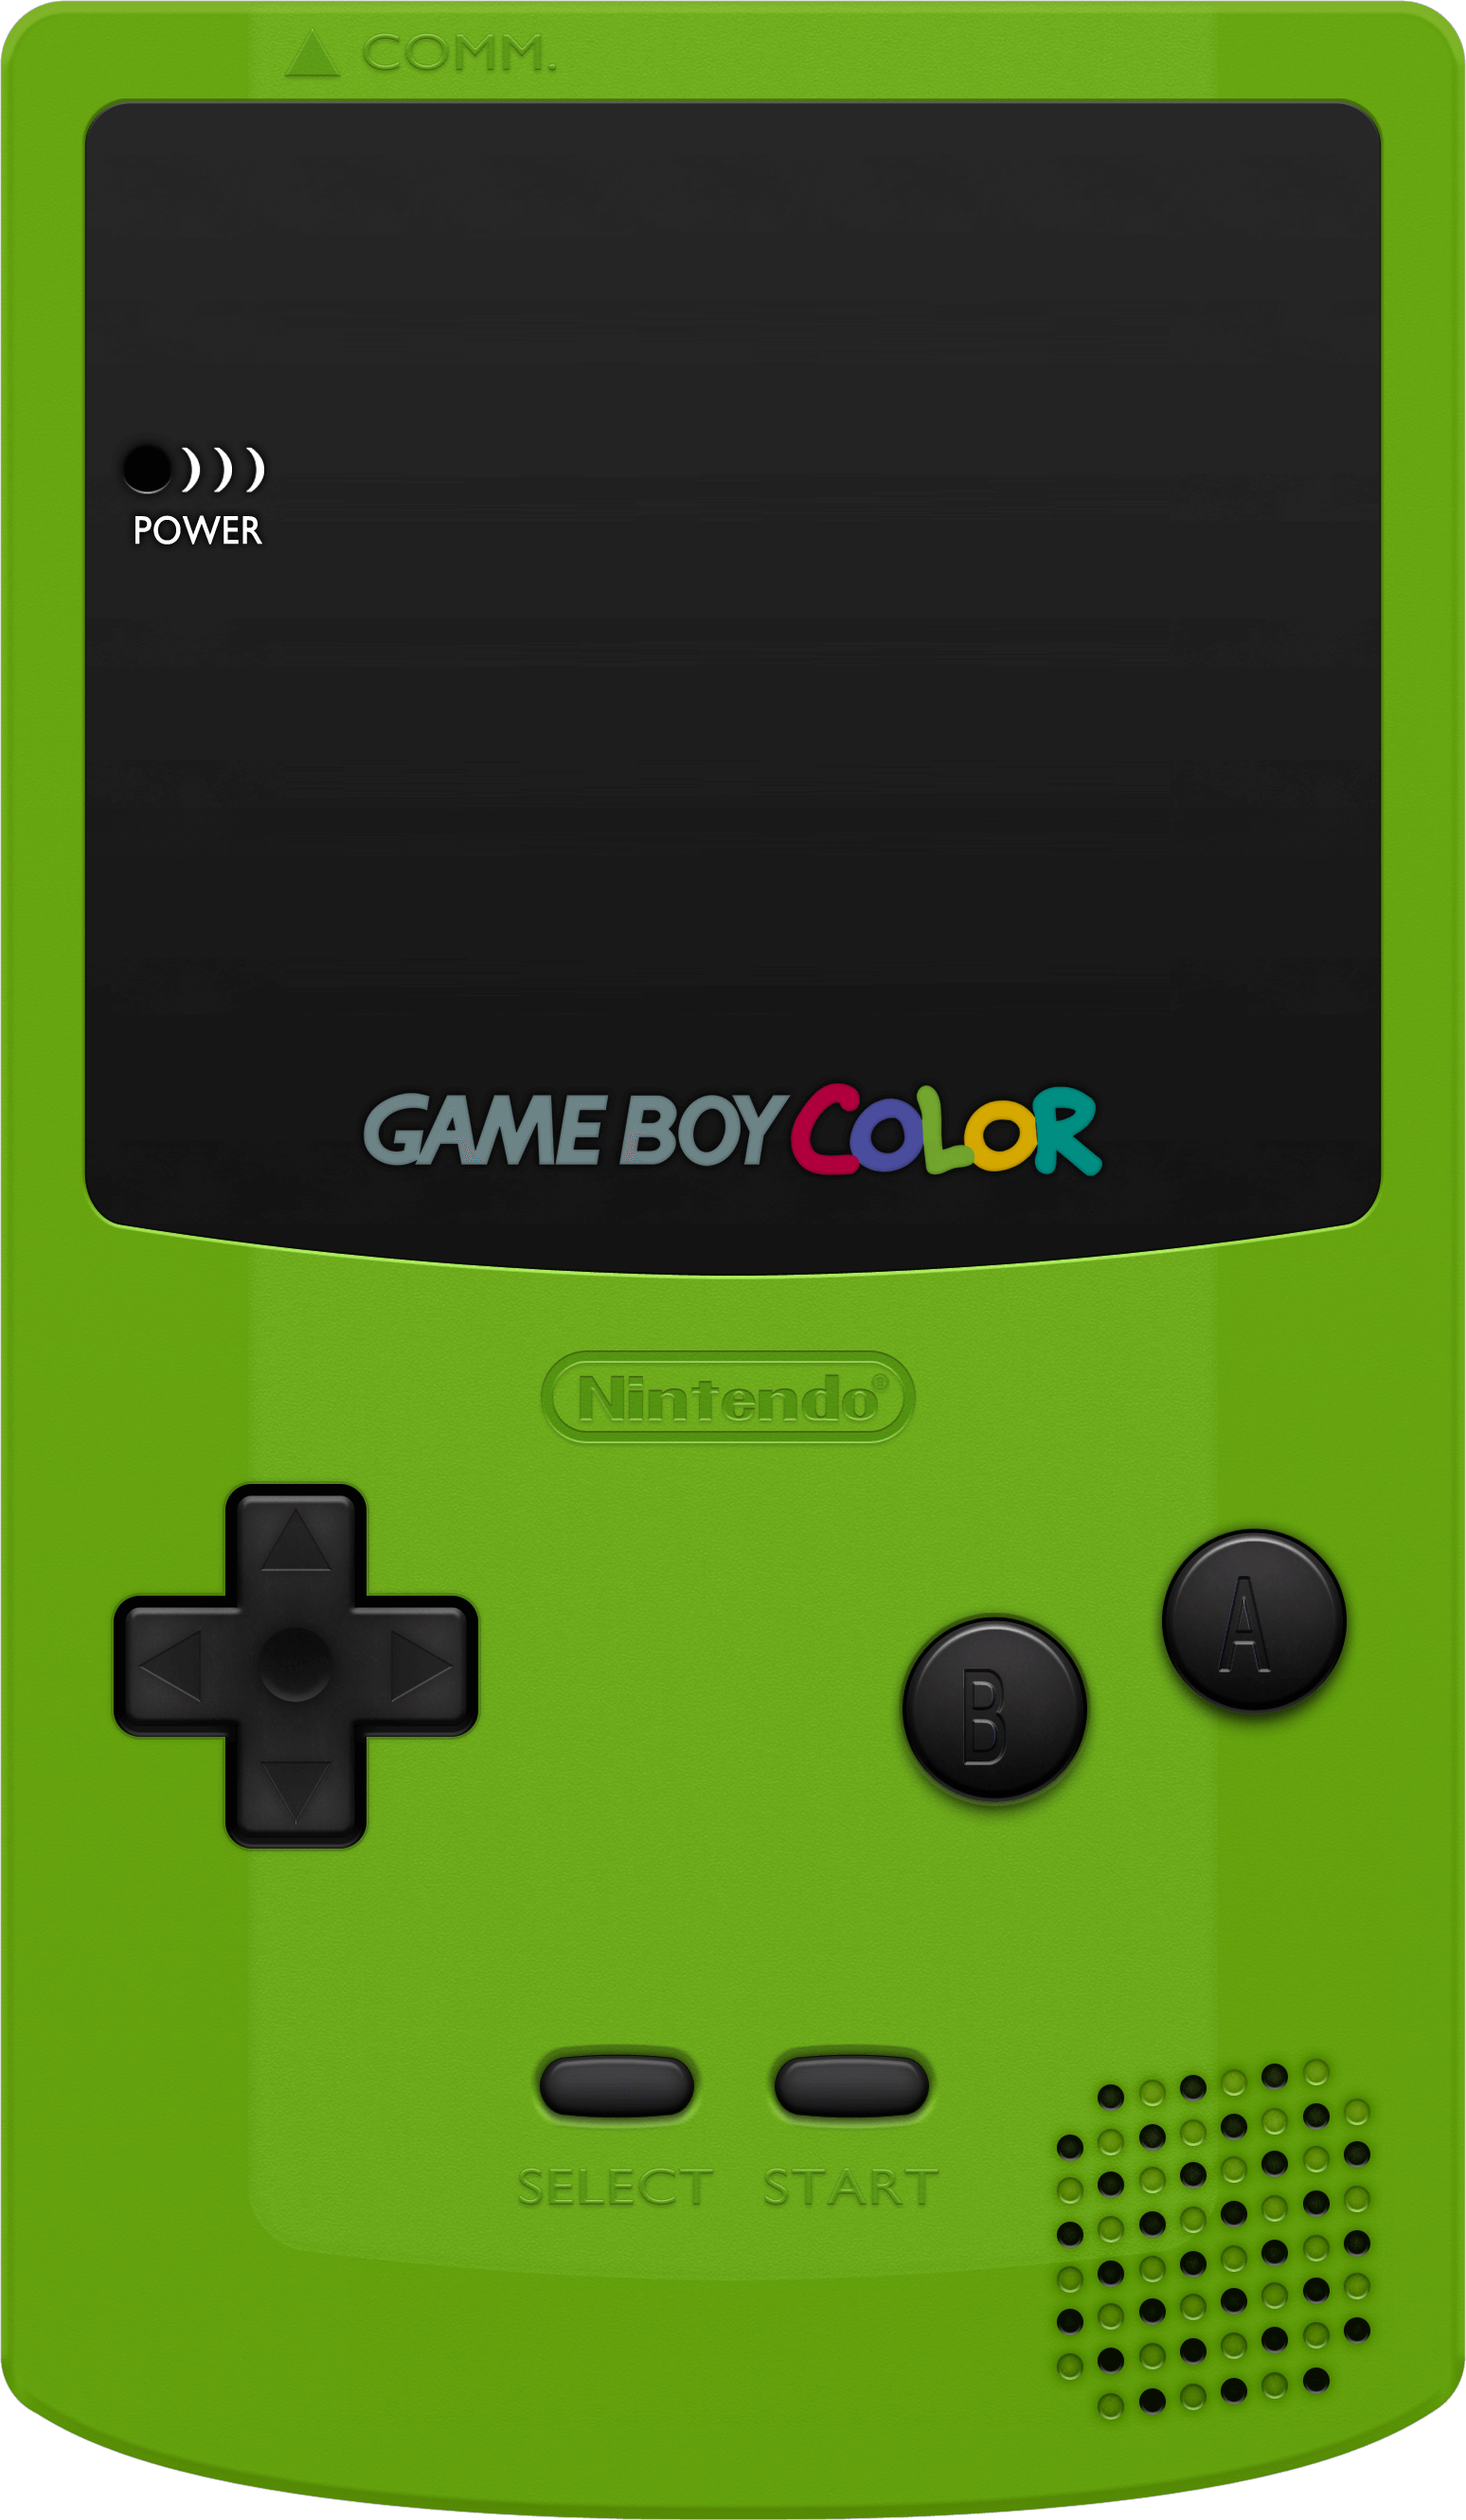 COMM.
POWER
GAME BOY COLOR
Nintendo®
A
B
SELECT START